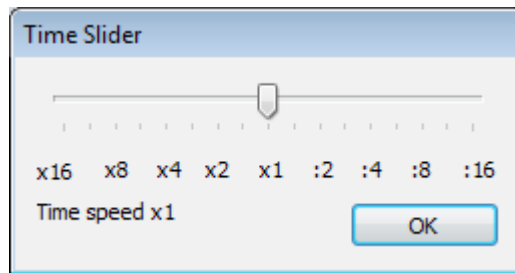 Time Slider
x16 x8 x4 x2 x1 :2 :4 :8 :16
Time speed x1
OK